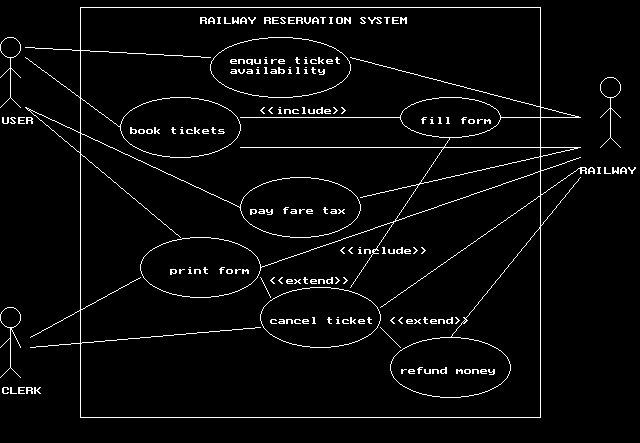 RAILWAY RESERVATION SYSTEM
enquire ticket
availability
<<include>>
USER
book tickets
fill form
RAILWAY
pay fare tax
<<include>>
print form
<<extend>>
cancel ticket
<<extend>>
refund money
CLERK